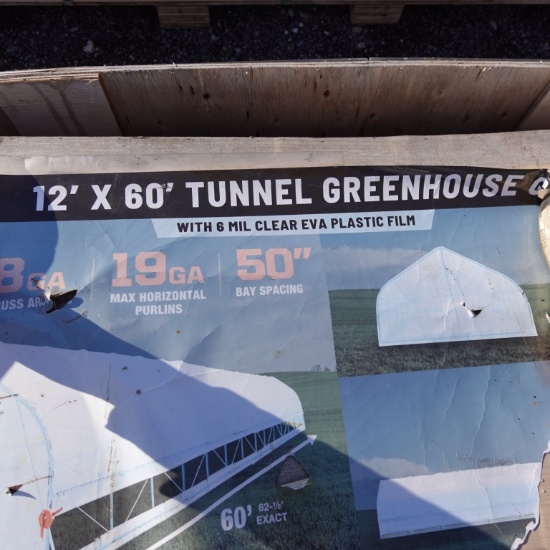 12' X 60' TUNNEL GREENHOUSE
WITH 6 MIL CLEAR EVA PLASTIC FILM
8GA
19GA
MAX HORIZONTAL
PURLINS
50"
BAY SPACING
60' 62-½'
EXACT